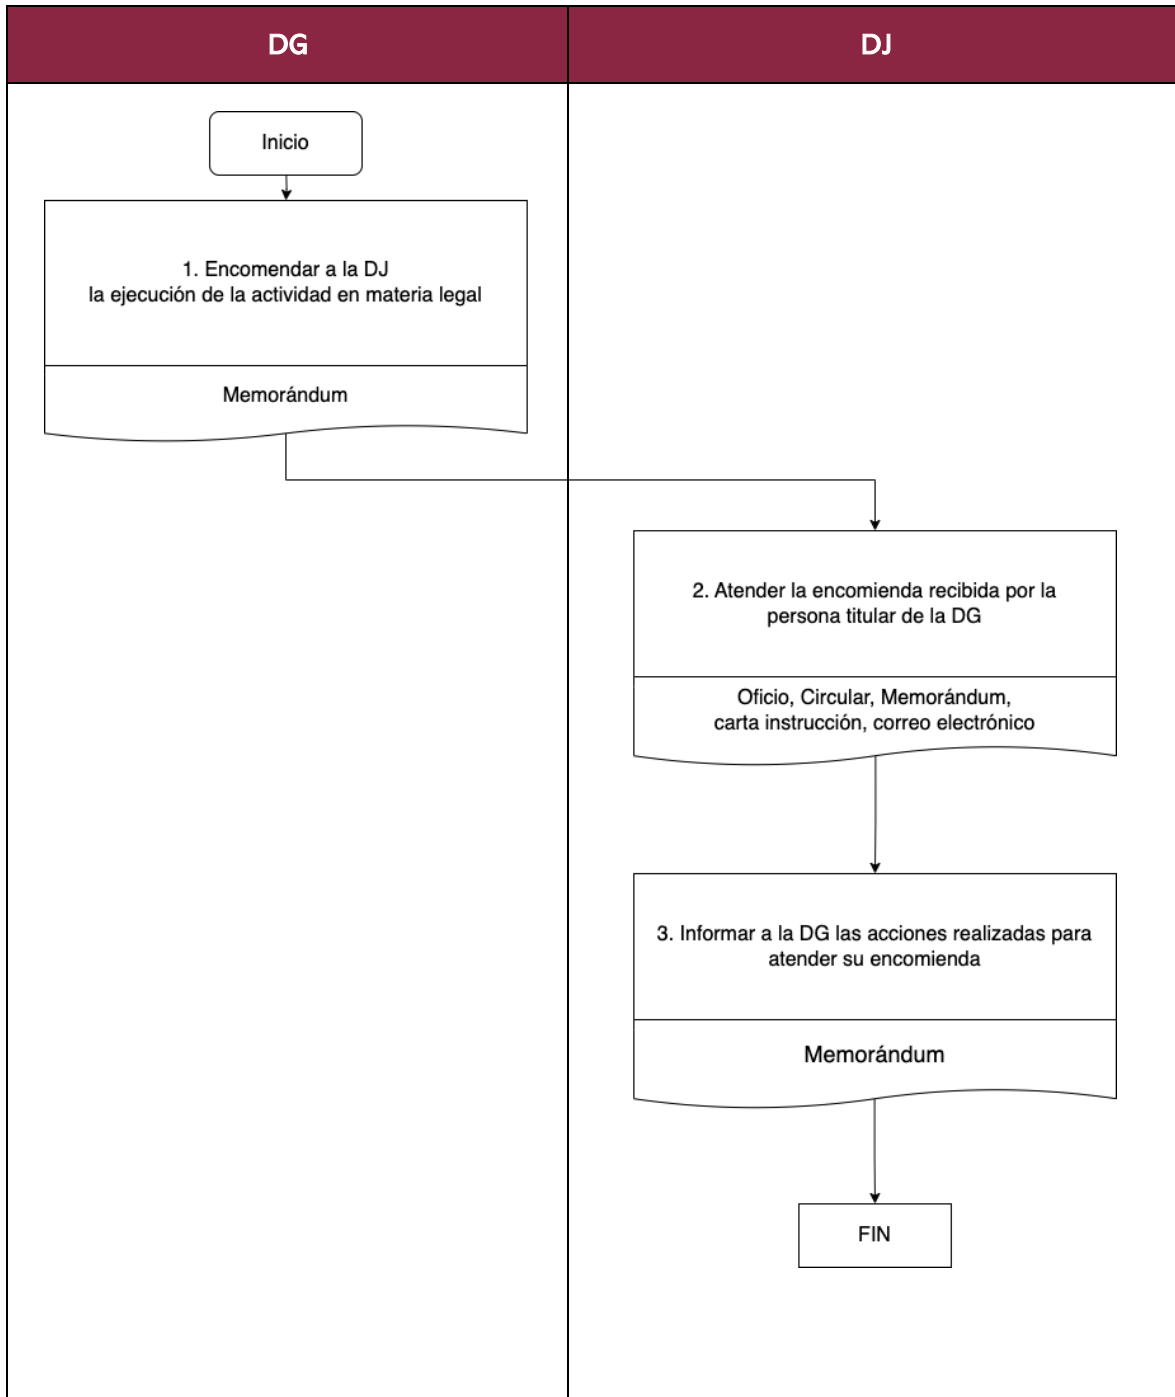 DG
DJ
Inicio
1. Encomendar a la DJ
la ejecución de la actividad en materia legal
Memorándum
2. Atender la encomienda recibida por la
persona titular de la DG
Oficio, Circular, Memorándum,
carta instrucción, correo electrónico
3. Informar a la DG las acciones realizadas para
atender su encomienda
Memorándum
FIN